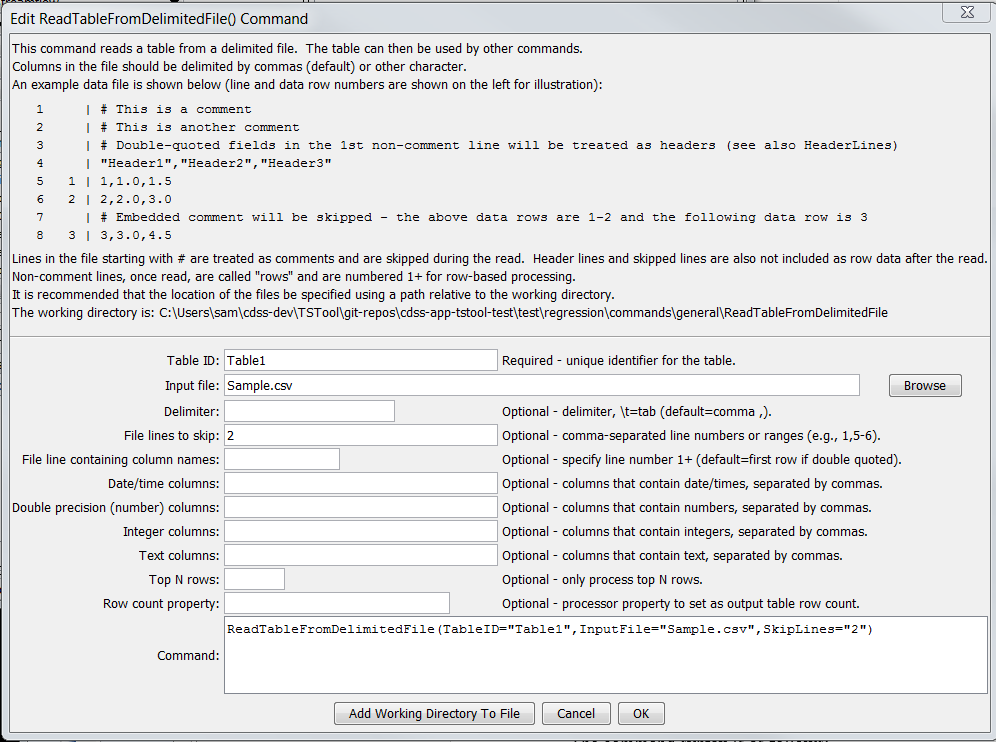 Edit ReadTableFromDelimitedFile() Command
This command reads a table from a delimited file.  The table can then be used by other commands.
Columns in the file should be delimited by commas (default) or other character.
An example data file is shown below (line and data row numbers are shown on the left for illustration):
1 | # This is a comment
2 | # This is another comment
3 | # Double-quoted fields in the 1st non-comment line will be treated as headers (see also HeaderLines)
4 | "Header1","Header2","Header3"
5 1 | 1,1.0,1.5
6 2 | 2,2.0,3.0
7 | # Embedded comment will be skipped - the above data rows are 1-2 and the following data row is 3
8 3 | 3,3.0,4.5
Lines in the file starting with # are treated as comments and are skipped during the read.  Header lines and skipped lines are also not included as row data after the read.
Non-comment lines, once read, are called "rows" and are numbered 1+ for row-based processing.
It is recommended that the location of the files be specified using a path relative to the working directory.
The working directory is: C:\Users\sam\cdss-dev\TSTool\git-repos\cdss-app-tstool-test\test\regression\commands\general\ReadTableFromDelimitedFile
Table ID: Table1 Required - unique identifier for the table.
Input file: Sample.csv Browse
Delimiter: Optional - delimiter, \t=tab (default=comma ,).
File lines to skip: 2 Optional - comma-separated line numbers or ranges (e.g., 1,5-6).
File line containing column names: Optional - specify line number 1+ (default=first row if double quoted).
Date/time columns: Optional - columns that contain date/times, separated by commas.
Double precision (number) columns: Optional - columns that contain numbers, separated by commas.
Integer columns: Optional - columns that contain integers, separated by commas.
Text columns: Optional - columns that contain text, separated by commas.
Top N rows: Optional - only process top N rows.
Row count property: Optional - processor property to set as output table row count.
ReadTableFromDelimitedFile(TableID="Table1",InputFile="Sample.csv",SkipLines="2")
Command:
Add Working Directory To File Cancel OK